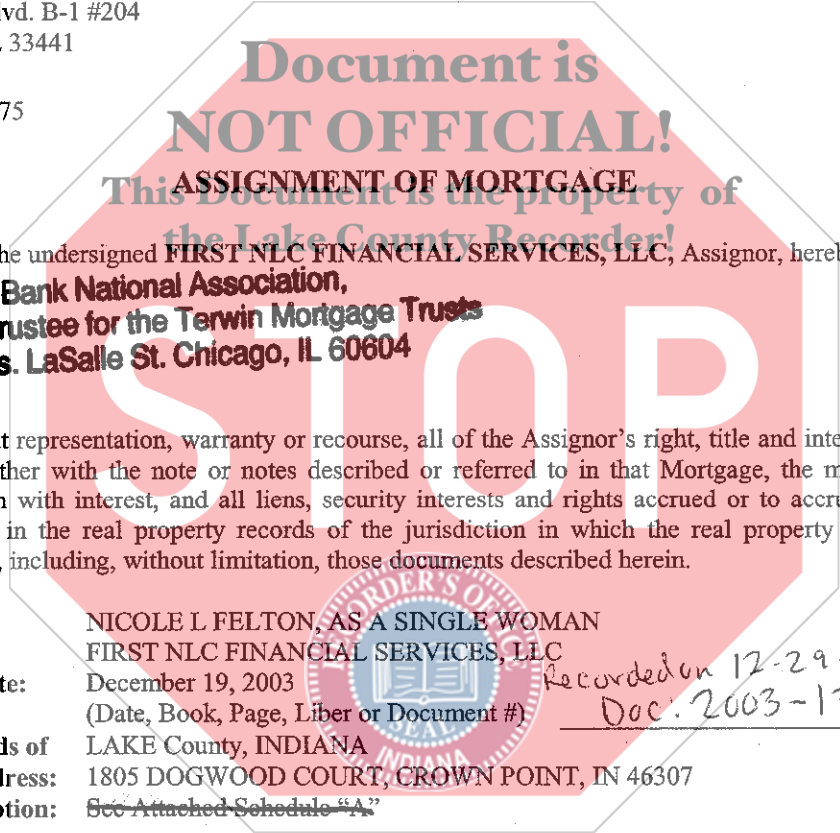 lvd. B-1 #204
33441
75
Document is
NOT OFFICIAL!
ASSIGNMENT OF MORTGAGE
This Document is the property of
the Lake County Recorder!
he undersigned FIRST NLC FINANCIAL SERVICES, LLC, Assignor, hereb
Bank National Association,
rustee for the Terwin Mortgage Trusts
s. LaSalle St. Chicago, IL 60604
STOP
t representation, warranty or recourse, all of the Assignor's right, title and inte
ther with the note or notes described or referred to in that Mortgage, the m
n with interest, and all liens, security interests and rights accrued or to accru
in the real property records of the jurisdiction in which the real property
, including, without limitation, those documents described herein.
NICOLE L FELTON, AS A SINGLE WOMAN
FIRST NLC FINANCIAL SERVICES, LLC
te: December 19, 2003
Recorded on 12-29-
(Date, Book, Page, Liber or Document #)
Doc: 2003-1
ds of LAKE County, INDIANA
ress: 1805 DOGWOOD COURT, CROWN POINT, IN 46307
tion: See Attached Schedule "A"
RECORDER'S OFFIC
SEAL
INDIANA